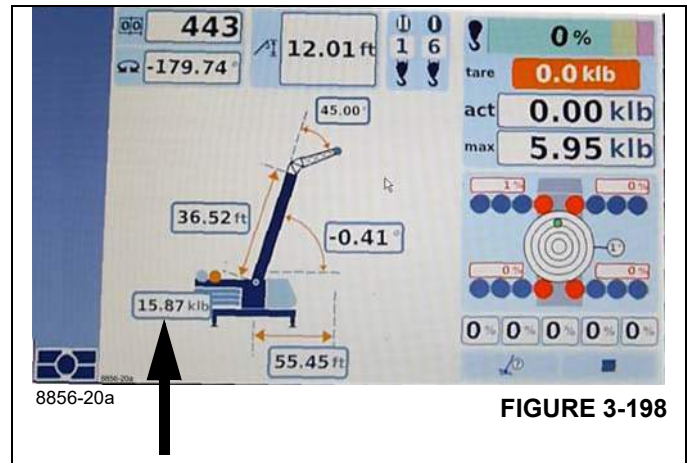 00 443
-179.74 °
12.01 ft
1 6
0 %
tare 0.0 klb
act 0.00 klb
max 5.95 klb
45.00°
36.52 ft
-0.41 °
15.87 klb
55.45 ft
1 % 0 %
1°
0 % 0 %
0 % 0 % 0 % 0 % 0 %
?
8856-20a
8856-20a
FIGURE 3-198